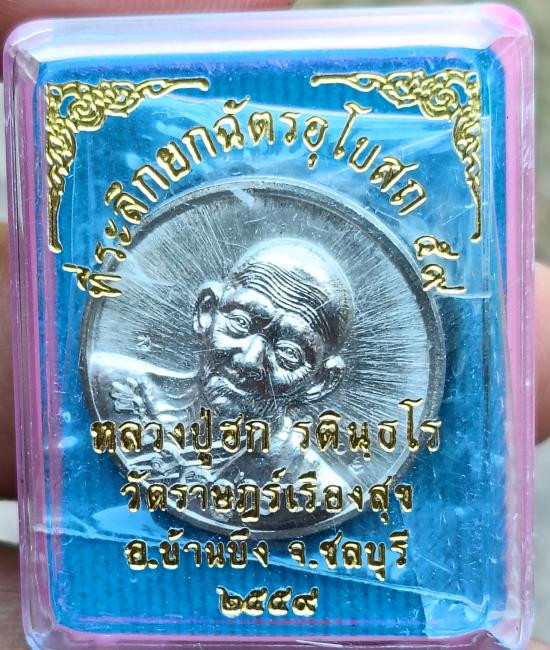 ที่ระลึกยกฉัตรอุโบสถ ๕๙
หลวงปู่ฮก รตินฺธโร
วัดราษฎร์เรืองสุข
อ.บ้านบึง จ.ชลบุรี
๒๕๕๙